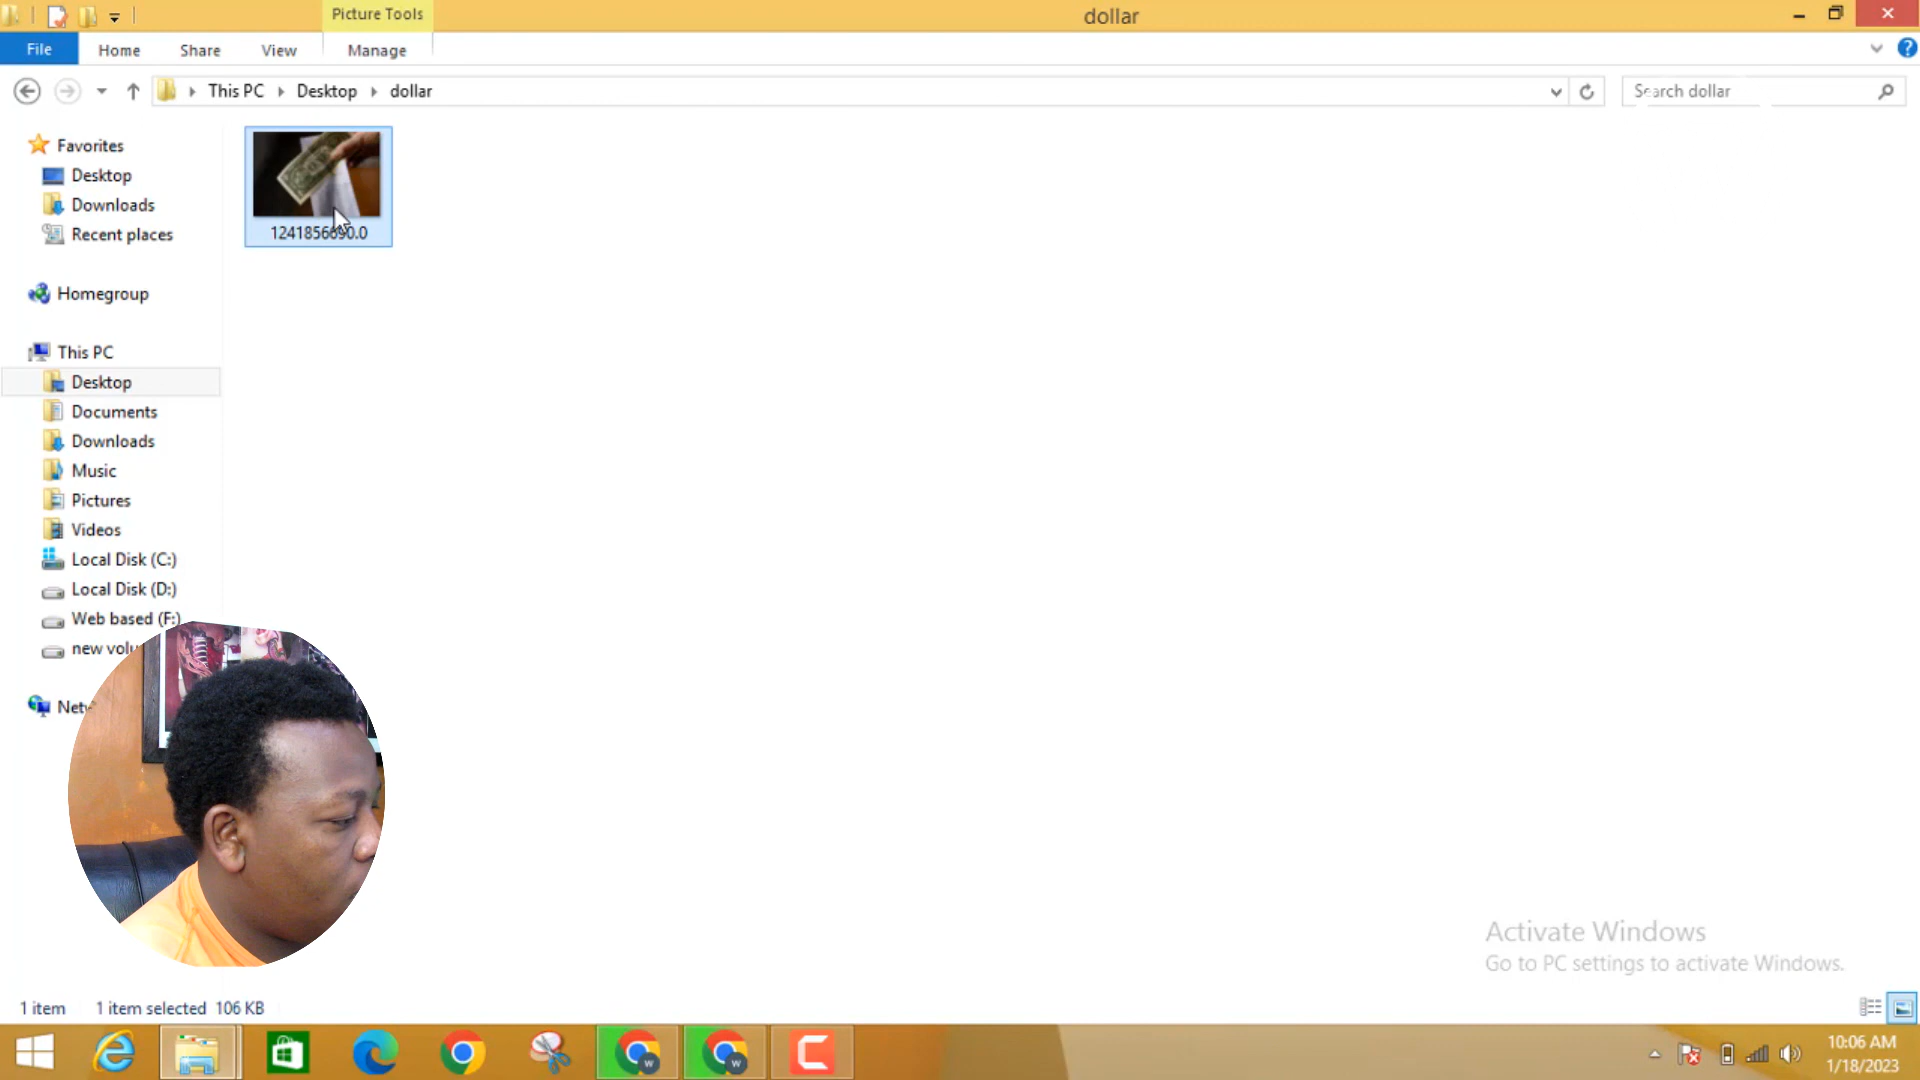 Picture Tools
dollar
File
Home
Share
View
Manage
This PC
Desktop
dollar
Search dollar
Favorites
Desktop
Downloads
Recent places
1241856690.0
Homegroup
This PC
Desktop
Documents
Downloads
Music
Pictures
Videos
Local Disk (C:)
Local Disk (D:)
Web based (F:)
new volu
Netw
Activate Windows
Go to PC settings to activate Windows.
1 item
1 item selected 106 KB
10:06 AM
1/18/2023